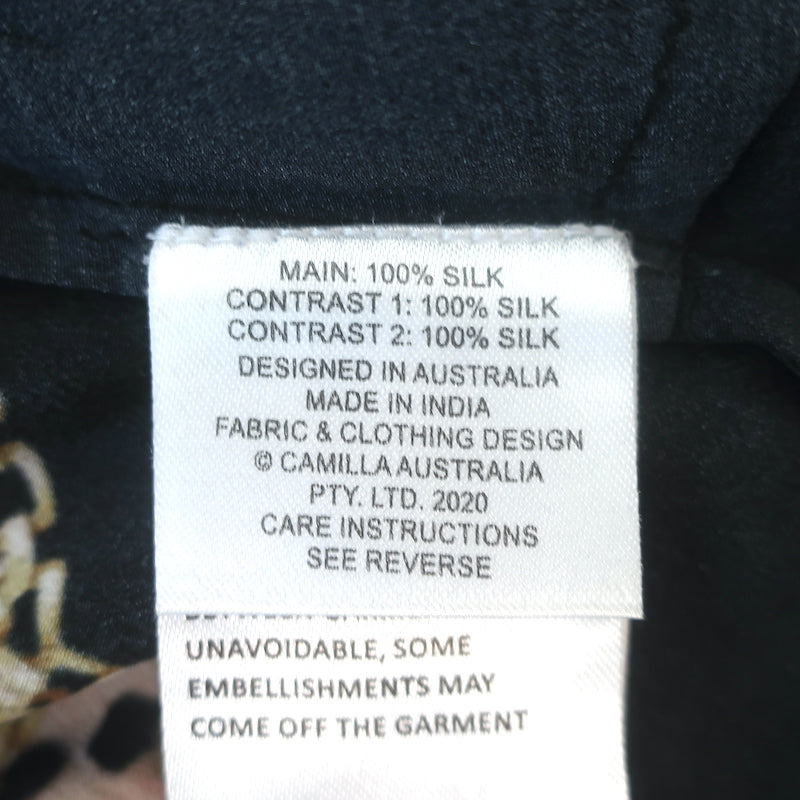 MAIN: 100% SILK
CONTRAST 1: 100% SILK
CONTRAST 2: 100% SILK
DESIGNED IN AUSTRALIA
MADE IN INDIA
FABRIC & CLOTHING DESIGN
© CAMILLA AUSTRALIA
PTY. LTD. 2020
CARE INSTRUCTIONS
SEE REVERSE
UNAVOIDABLE, SOME
EMBELLISHMENTS MAY
COME OFF THE GARMENT